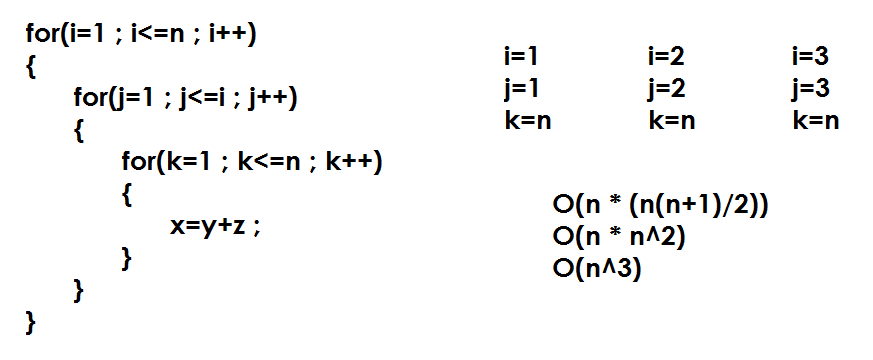 for(i=1 ; i<=n ; i++)
{
for(j=1 ; j<=i ; j++)
{
for(k=1 ; k<=n ; k++)
{
x=y+z ;
}
}
}
i=1 i=2 i=3
j=1 j=2 j=3
k=n k=n k=n
O(n * (n(n+1)/2))
O(n * n^2)
O(n^3)